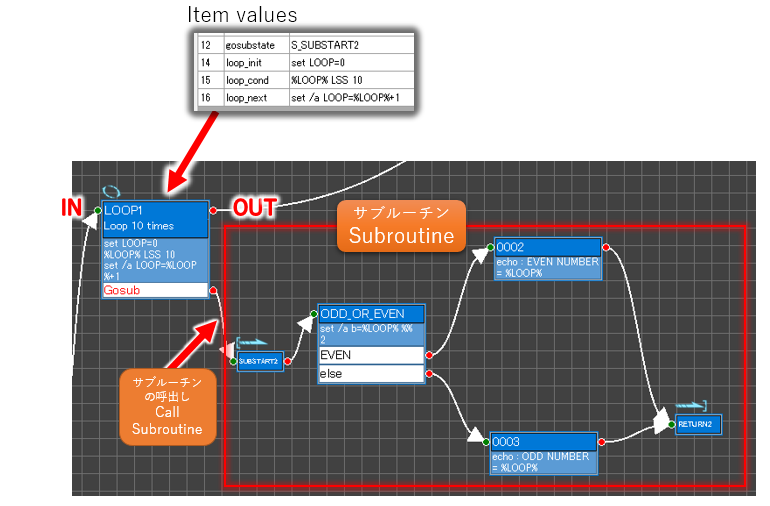 Item values
12 gosubstate S_SUBSTART2
14 loop_init set LOOP=0
15 loop_cond %LOOP% LSS 10
16 loop_next set /a LOOP=%LOOP%+1
IN
OUT
LOOP1
Loop 10 times
set LOOP=0
%LOOP% LSS 10
set /a LOOP=%LOOP
%+1
Gosub
サブルーチン
Subroutine
サブルーチン
の呼出し
Call
Subroutine
SUBSTART2
ODD_OR_EVEN
set /a b=%LOOP% %%
2
EVEN
else
0002
echo : EVEN NUMBER
= %LOOP%
0003
echo : ODD NUMBER
= %LOOP%
RETURN2